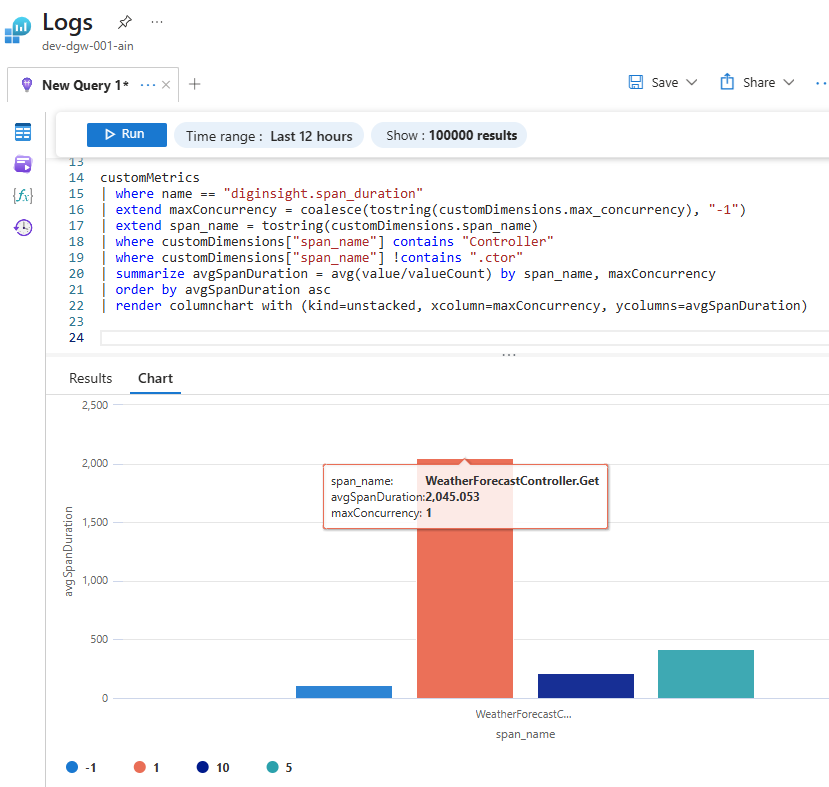 Logs
dev-dgw-001-ain
New Query 1*
Save
Share
Run
Time range : Last 12 hours
Show : 100000 results
13
14 customMetrics
15 | where name == "diginsight.span_duration"
16 | extend maxConcurrency = coalesce(tostring(customDimensions.max_concurrency), "-1")
17 | extend span_name = tostring(customDimensions.span_name)
18 | where customDimensions["span_name"] contains "Controller"
19 | where customDimensions["span_name"] !contains ".ctor"
20 | summarize avgSpanDuration = avg(value/valueCount) by span_name, maxConcurrency
21 | order by avgSpanDuration asc
22 | render columnchart with (kind=unstacked, xcolumn=maxConcurrency, ycolumns=avgSpanDuration)
23
24
Results Chart
2,500
2,000
1,500
1,000
500
0
avgSpanDuration
span_name: WeatherForecastController.Get
avgSpanDuration: 2,045.053
maxConcurrency: 1
WeatherForecastC...
span_name
-1 1 10 5